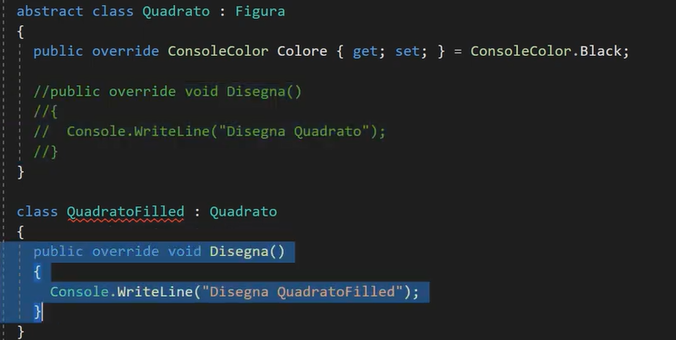 abstract class Quadrato : Figura
{
public override ConsoleColor Colore { get; set; } = ConsoleColor.Black;
//public override void Disegna()
//{
//  Console.WriteLine("Disegna Quadrato");
//}
}
class QuadratoFilled : Quadrato
{
public override void Disegna()
{
Console.WriteLine("Disegna QuadratoFilled");
}
}